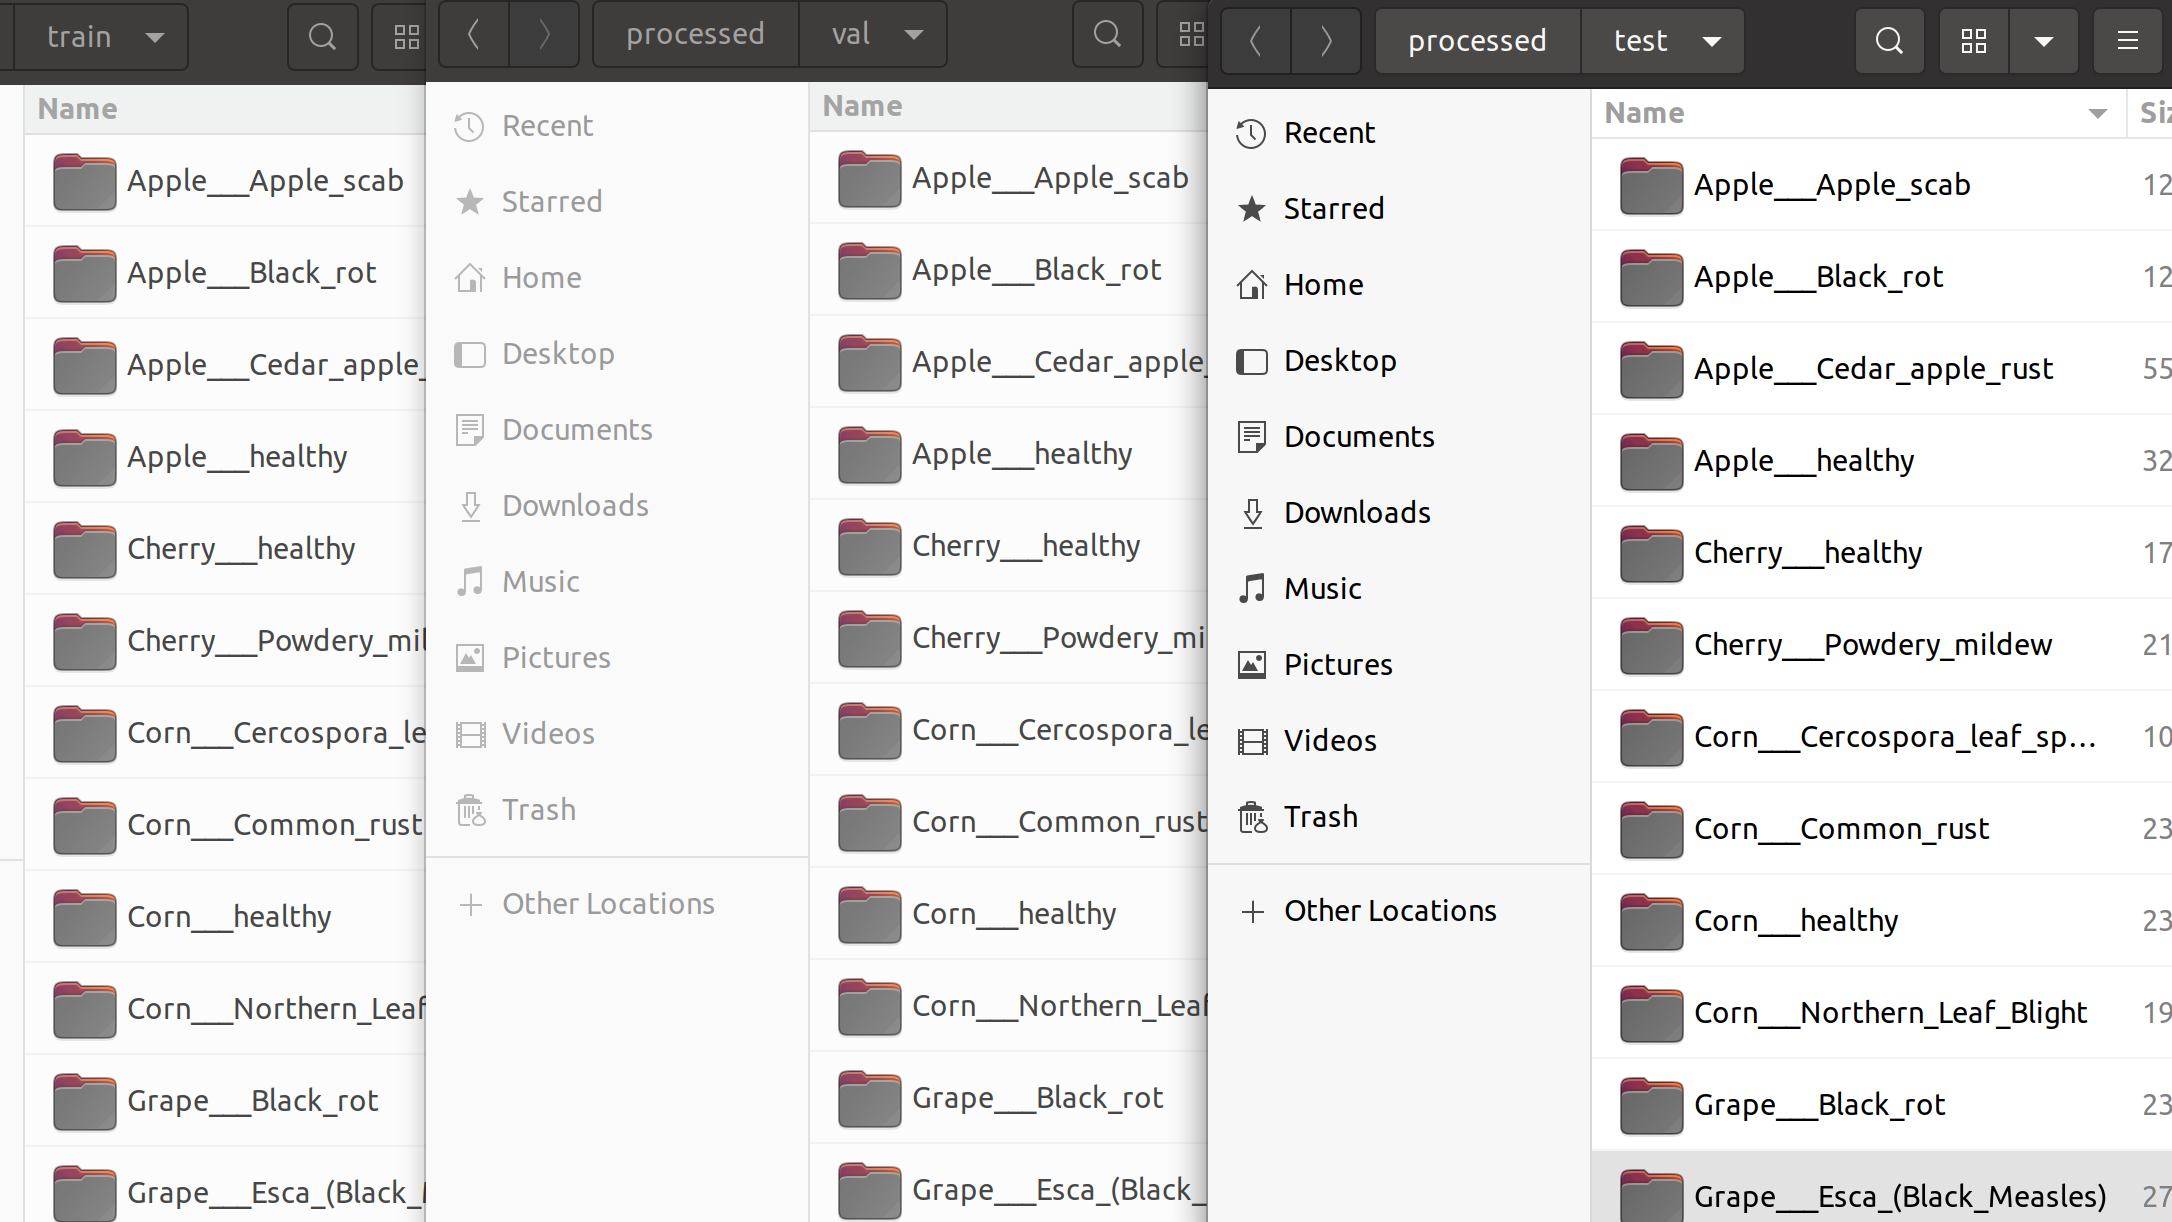 train
Name
Apple___Apple_scab
Apple___Black_rot
Apple___Cedar_apple_
Apple___healthy
Cherry___healthy
Cherry___Powdery_mil
Corn___Cercospora_le
Corn___Common_rust
Corn___healthy
Corn___Northern_Leaf
Grape___Black_rot
Grape___Esca_(Black_
processed val
Recent
Starred
Home
Desktop
Documents
Downloads
Music
Pictures
Videos
Trash
Other Locations
Name
Apple___Apple_scab
Apple___Black_rot
Apple___Cedar_apple_
Apple___healthy
Cherry___healthy
Cherry___Powdery_mi
Corn___Cercospora_le
Corn___Common_rust
Corn___healthy
Corn___Northern_Leaf
Grape___Black_rot
Grape___Esca_(Black_
processed test
Recent
Starred
Home
Desktop
Documents
Downloads
Music
Pictures
Videos
Trash
Other Locations
Name Siz
Apple___Apple_scab 12
Apple___Black_rot 12
Apple___Cedar_apple_rust 55
Apple___healthy 32
Cherry___healthy 17
Cherry___Powdery_mildew 21
Corn___Cercospora_leaf_sp... 10
Corn___Common_rust 23
Corn___healthy 23
Corn___Northern_Leaf_Blight 19
Grape___Black_rot 23
Grape___Esca_(Black_Measles) 27